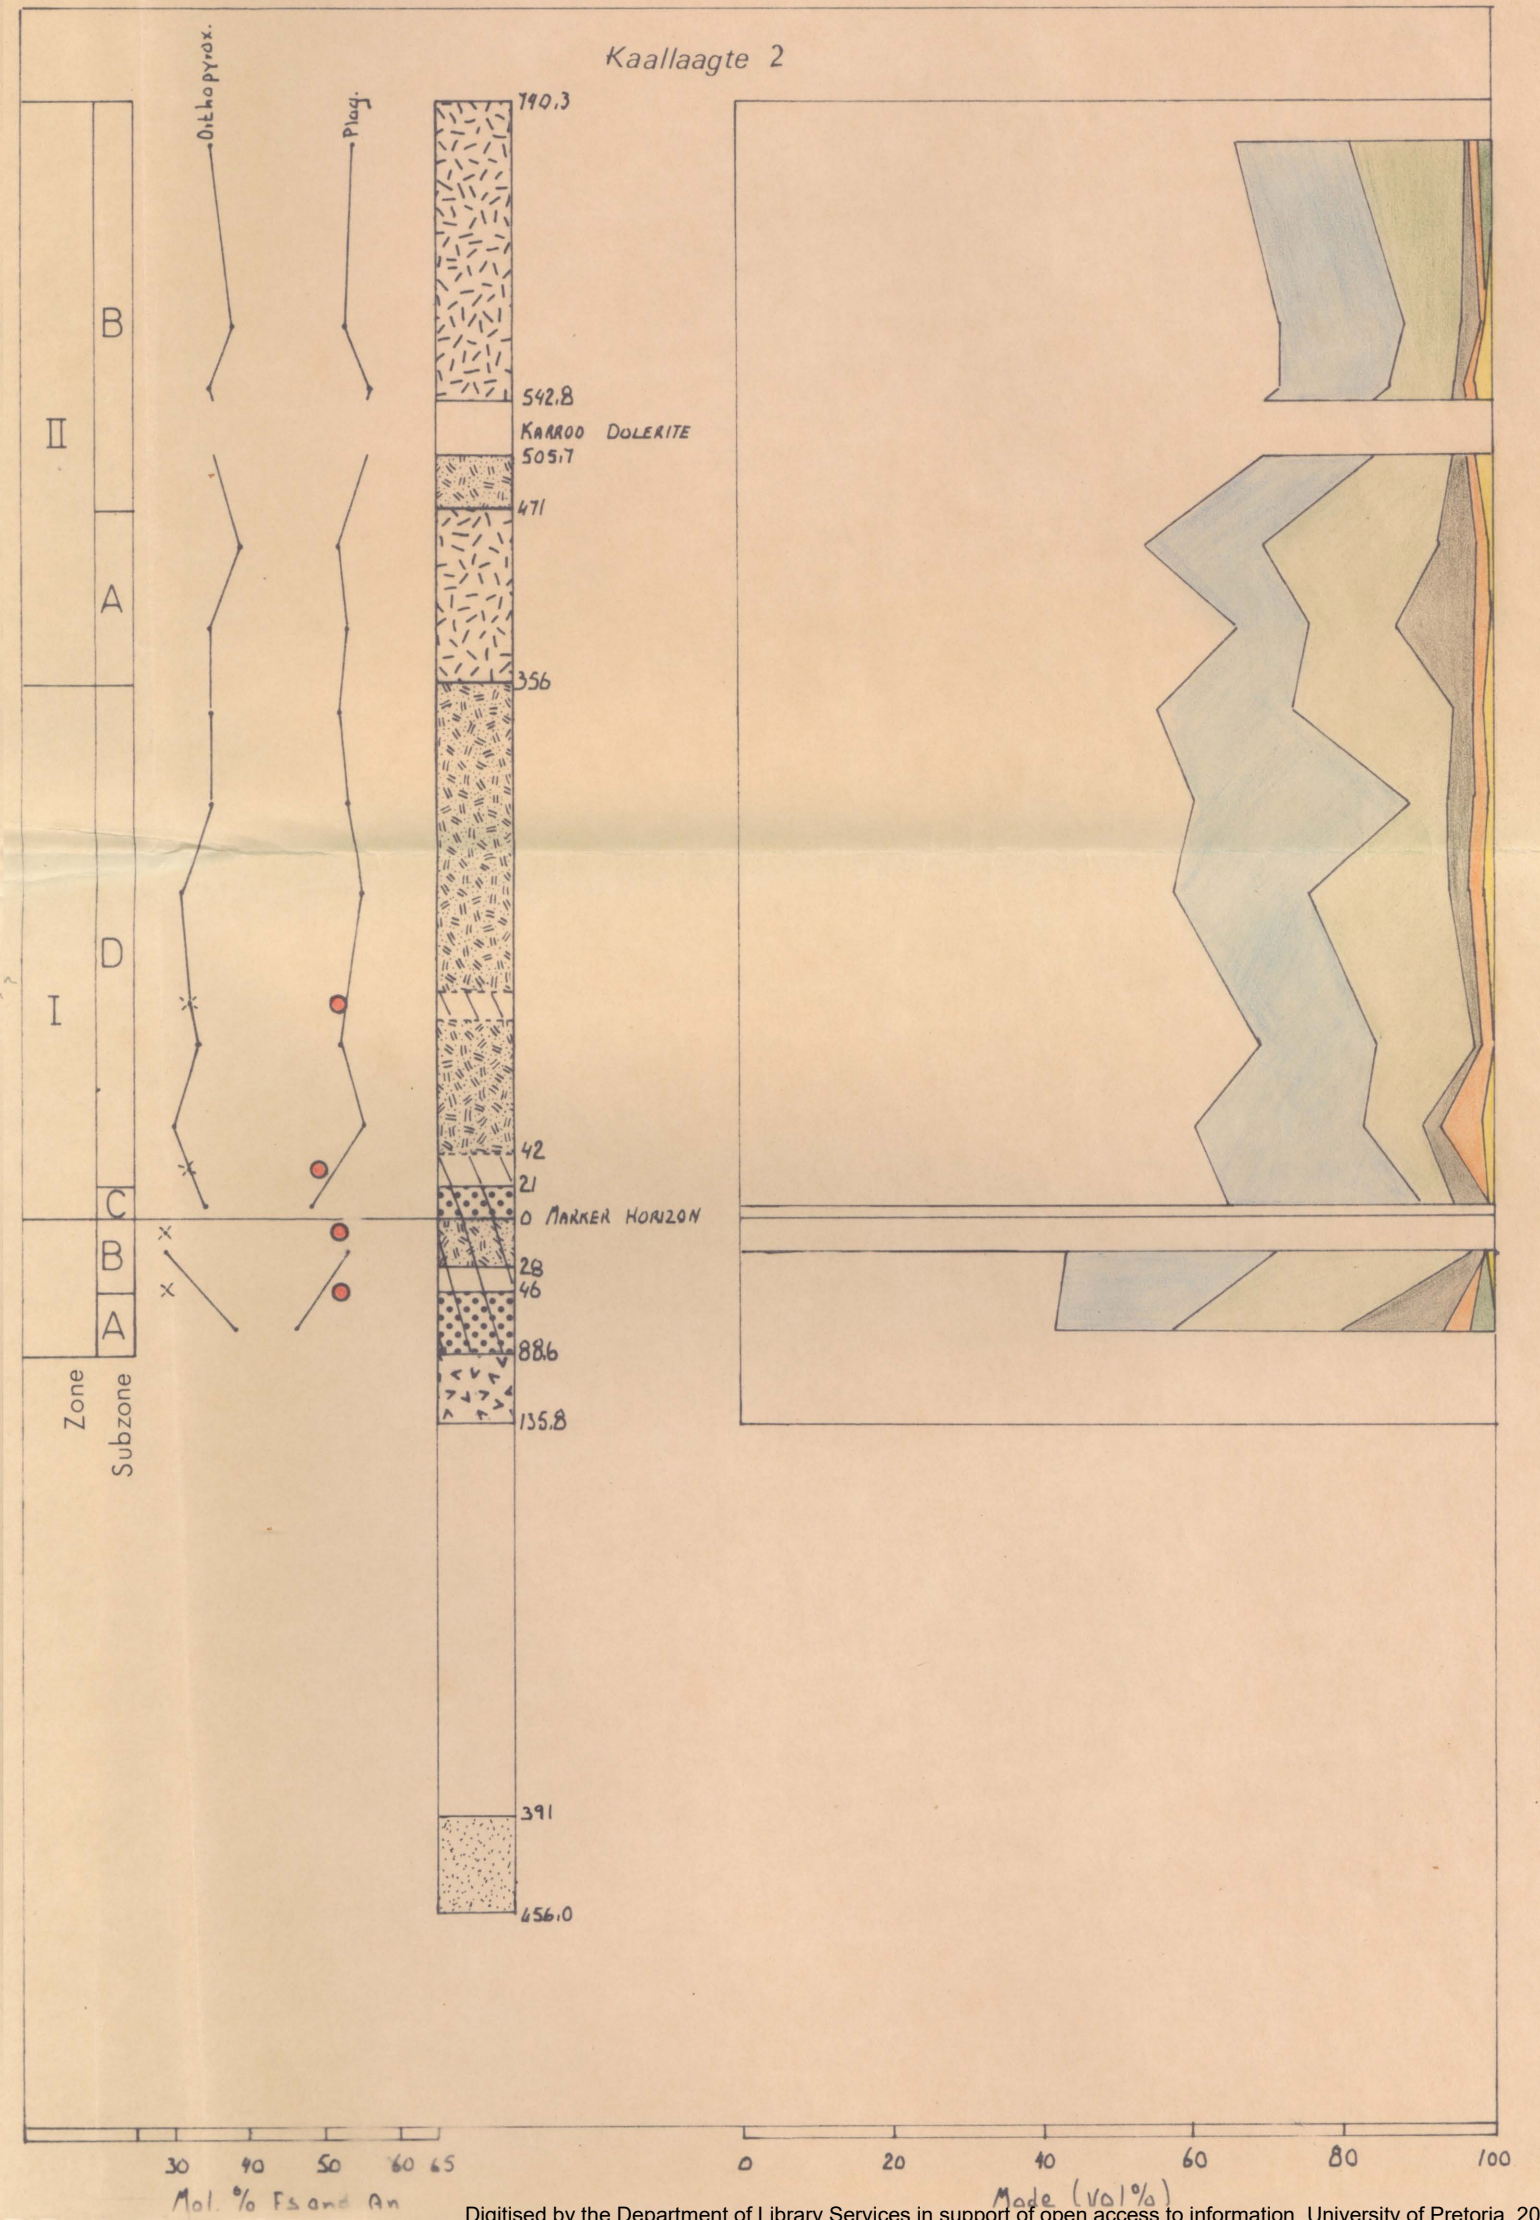 Kaallaagte 2
Orthopyrox.
Plag.
790.3
B
542.8
II
KARROO DOLERITE
505.7
471
A
356
D
I
42
21
C
0 MARKER HORIZON
B
28
46
A
88.6
Zone
Subzone
135.8
391
456.0
30 40 50 60 65
0 20 40 60 80 100
Mol. % Fs and An
Mode (Vol%)
Digitised by the Department of Library Services in support of open access to information, University of Pretoria, 20